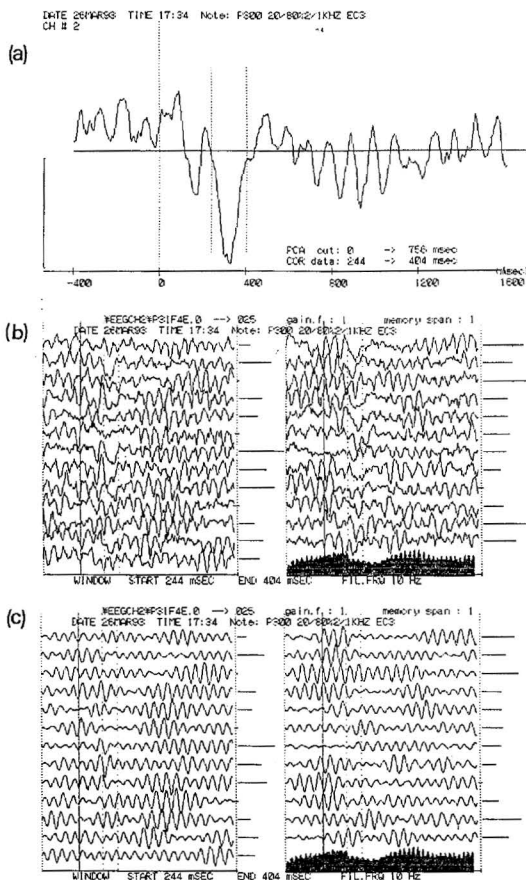 DATE 26MAR93 TIME 17:34 Note: P300 20/80%2/1KHZ EC3
CH # 2
(a)
PCA out: 0 -> 756 msec
COR data: 244 -> 404 msec
-400 0 400 800 1200 1600
(b)
--> 025 gain.f.: 1 memory span : 1
DATE 26MAR93 TIME 17:34 Note: P300 20/80%2/1KHZ EC3
WINDOW START 244 mSEC END 404 mSEC FIL.FRQ 10 Hz
(c)
--> 025 gain.f.: 1 memory span : 1
DATE 26MAR93 TIME 17:34 Note: P300 20/80%2/1KHZ EC3
WINDOW START 244 mSEC END 404 mSEC FIL.FRQ 10 Hz